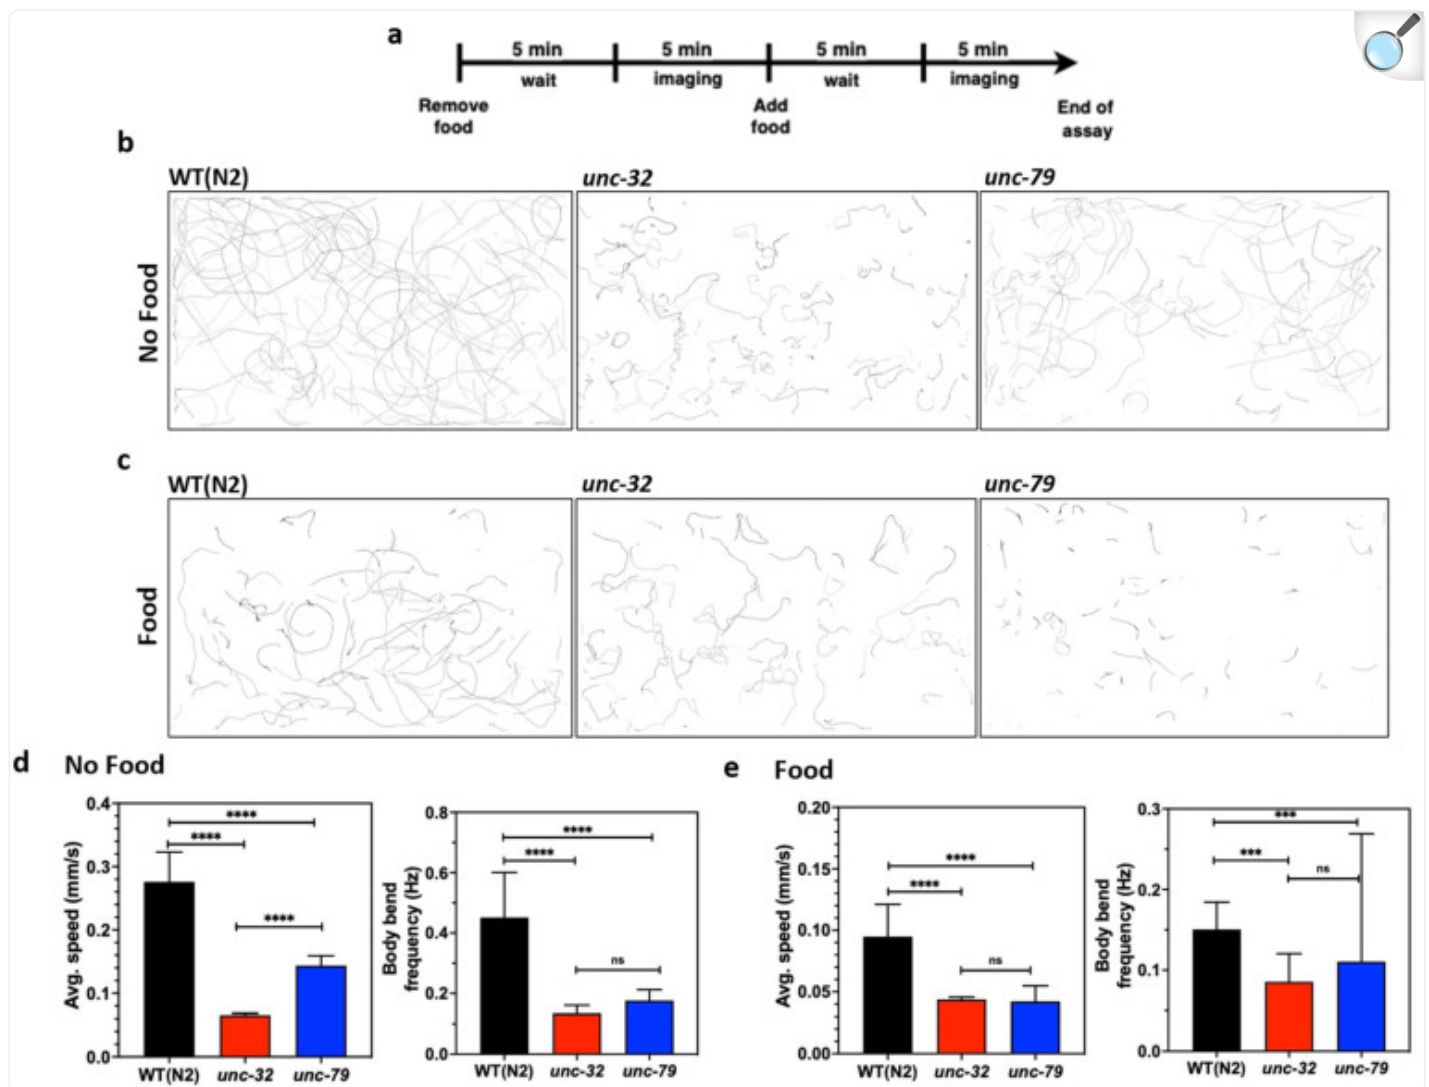 a
5 min 5 min 5 min 5 min
wait imaging wait imaging
Remove food
Add food
End of assay
b
WT(N2) unc-32 unc-79
No Food
c
WT(N2) unc-32 unc-79
Food
d No Food
0.4
0.3
0.2
0.1
0.0
Avg. speed (mm/s)
****
****
****
WT(N2) unc-32 unc-79
0.8
0.6
0.4
0.2
0.0
Body bend
frequency (Hz)
****
****
ns
WT(N2) unc-32 unc-79
e Food
0.20
0.15
0.10
0.05
0.00
Avg. speed (mm/s)
****
****
ns
WT(N2) unc-32 unc-79
0.3
0.2
0.1
0.0
Body bend
frequency (Hz)
***
***
ns
WT(N2) unc-32 unc-79